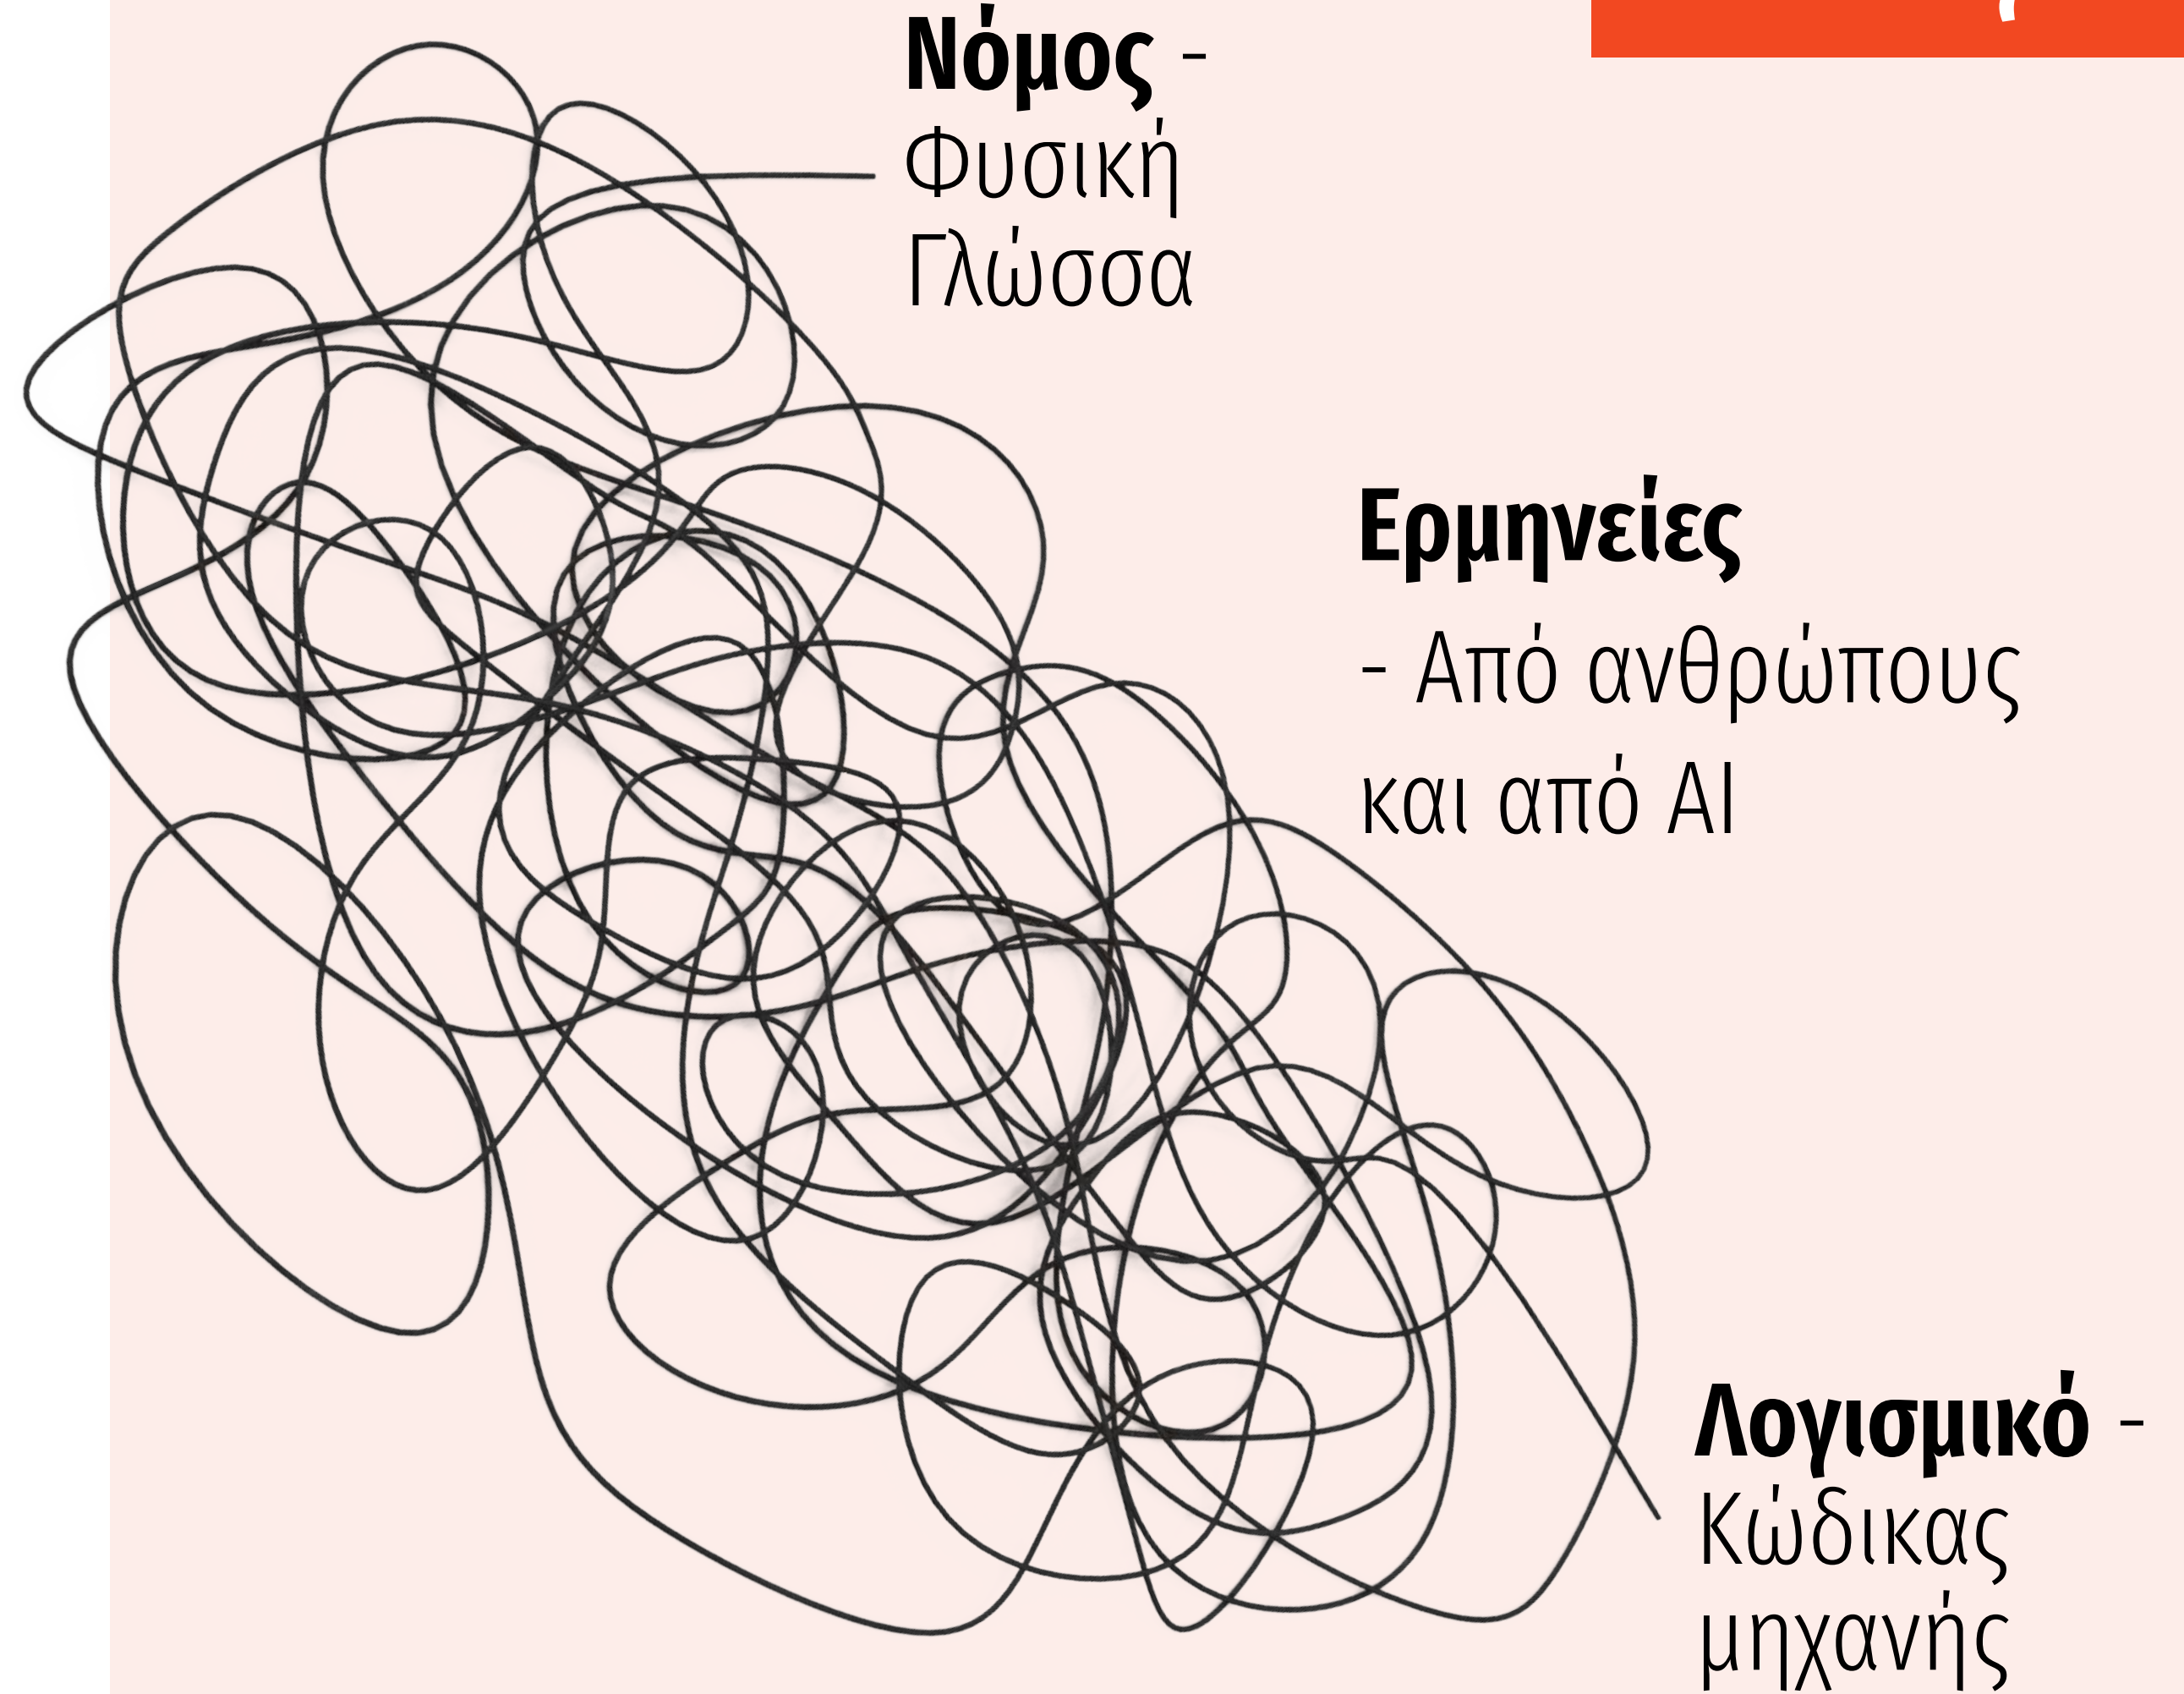 Νόμος -
Φυσική
Γλώσσα
Ερμηνείες
- Από ανθρώπους
και από AI
Λογισμικό -
Κώδικας
μηχανής